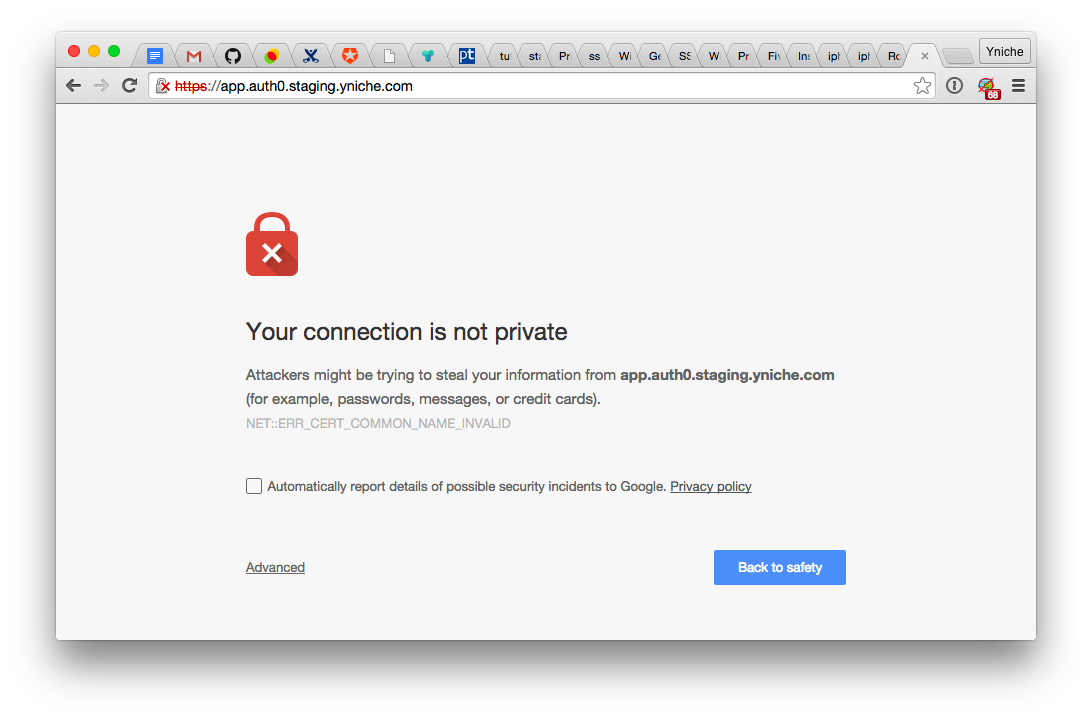 pt tu sta Pr ss Wi Ge SS W Pr Fiv Ins ipl ipl Ro Yniche
https://app.auth0.staging.yniche.com
68
Your connection is not private
Attackers might be trying to steal your information from app.auth0.staging.yniche.com
(for example, passwords, messages, or credit cards).
NET::ERR_CERT_COMMON_NAME_INVALID
Automatically report details of possible security incidents to Google. Privacy policy
Advanced Back to safety